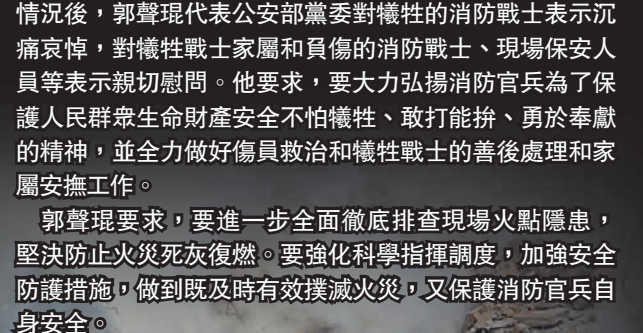 情況後，郭聲琨代表公安部黨委對犧牲的消防戰士表示沉
痛哀悼，對犧牲戰士家屬和負傷的消防戰士、現場保安人
員等表示親切慰問。他要求，要大力弘揚消防官兵為了保
護人民群衆生命財產安全不怕犧牲、敢打能拚、勇於奉獻
的精神，並全力做好傷員救治和犧牲戰士的善後處理和家
屬安撫工作。
郭聲琨要求，要進一步全面徹底排查現場火點隱患，
堅決防止火災死灰復燃。要強化科學指揮調度，加強安全
防護措施，做到既及時有效撲滅火災，又保護消防官兵自
身安全。